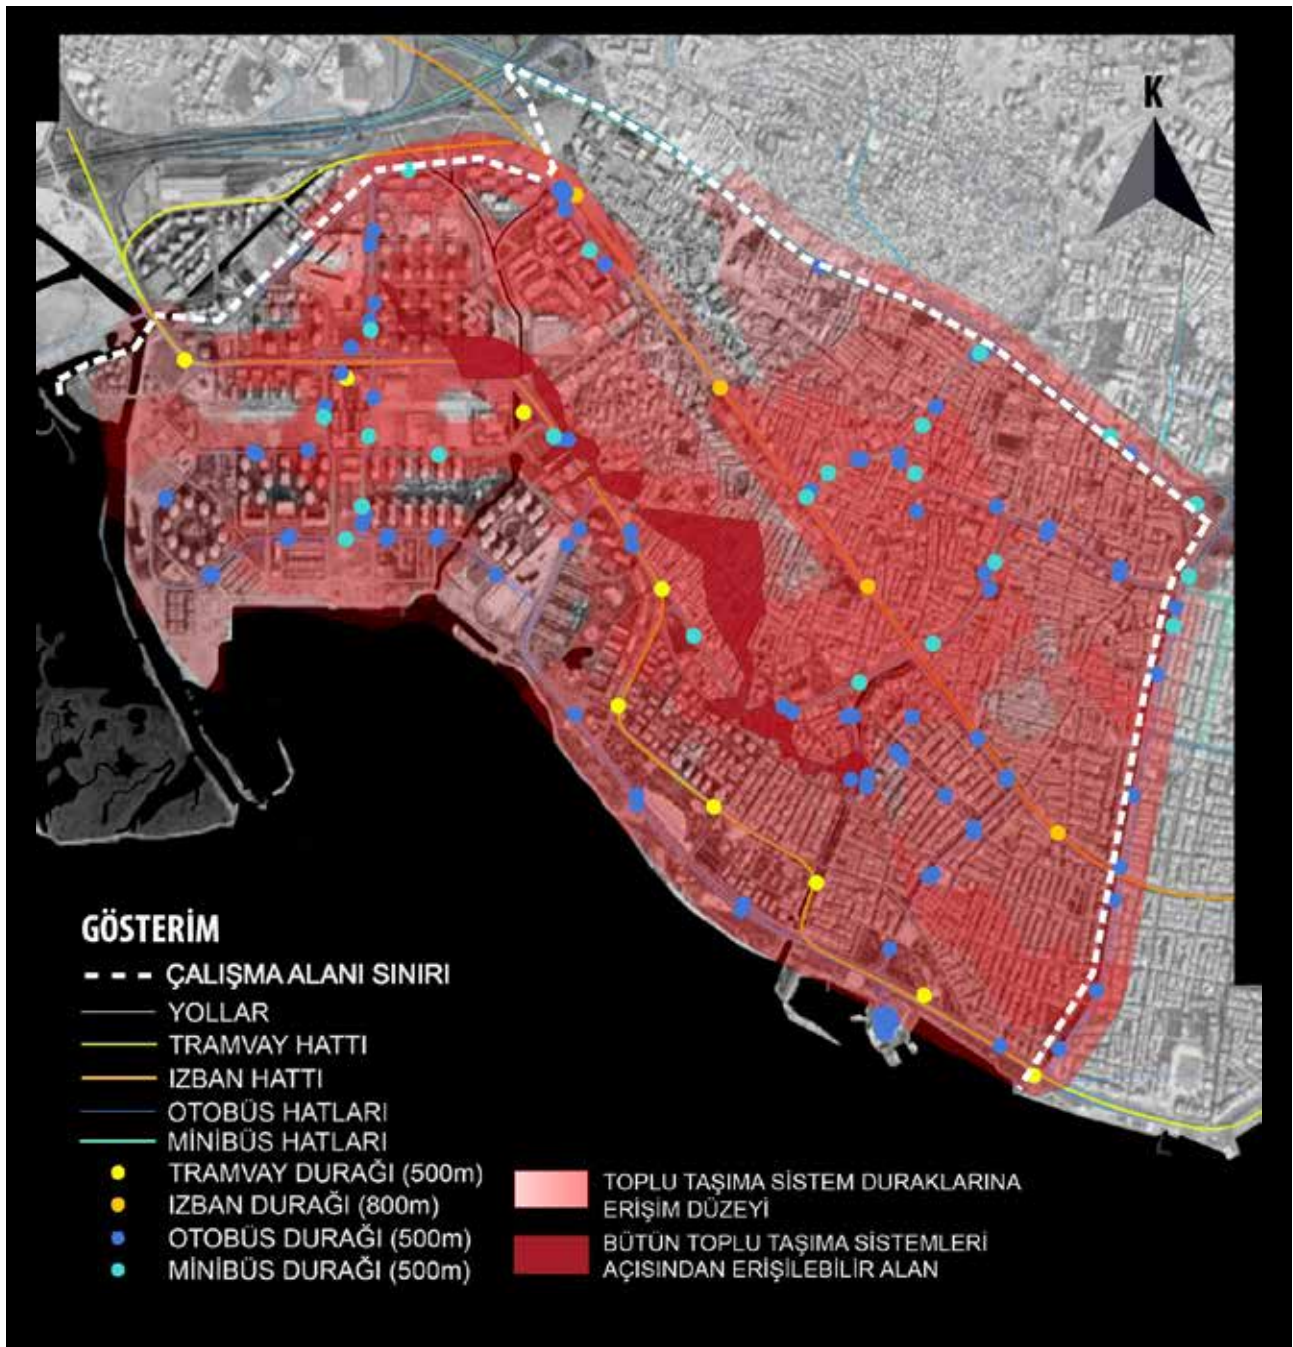 K
GÖSTERİM
ÇALIŞMA ALANI SINIRI
YOLLAR
TRAMVAY HATTI
IZBAN HATTI
OTOBÜS HATLARI
MİNİBÜS HATLARI
TRAMVAY DURAĞI (500m)
IZBAN DURAĞI (800m)
OTOBÜS DURAĞI (500m)
MİNİBÜS DURAĞI (500m)
TOPLU TAŞIMA SİSTEM DURAKLARINA
ERİŞİM DÜZEYİ
BÜTÜN TOPLU TAŞIMA SİSTEMLERİ
AÇISINDAN ERİŞİLEBİLİR ALAN